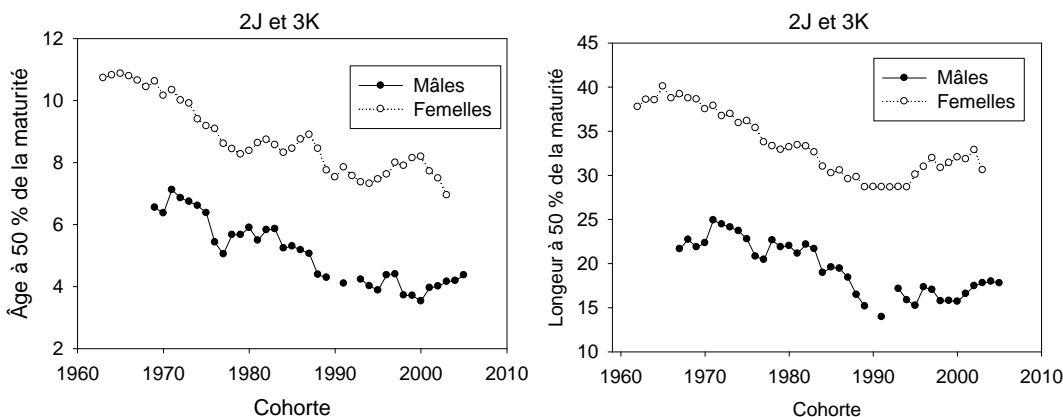 2J et 3K
Âge à 50 % de la maturité
12
10
8
6
4
2
Mâles
Femelles
1960 1970 1980 1990 2000 2010
Cohorte
2J et 3K
Longeur à 50 % de la maturité
45
40
35
30
25
20
15
10
Mâles
Femelles
1960 1970 1980 1990 2000 2010
Cohorte